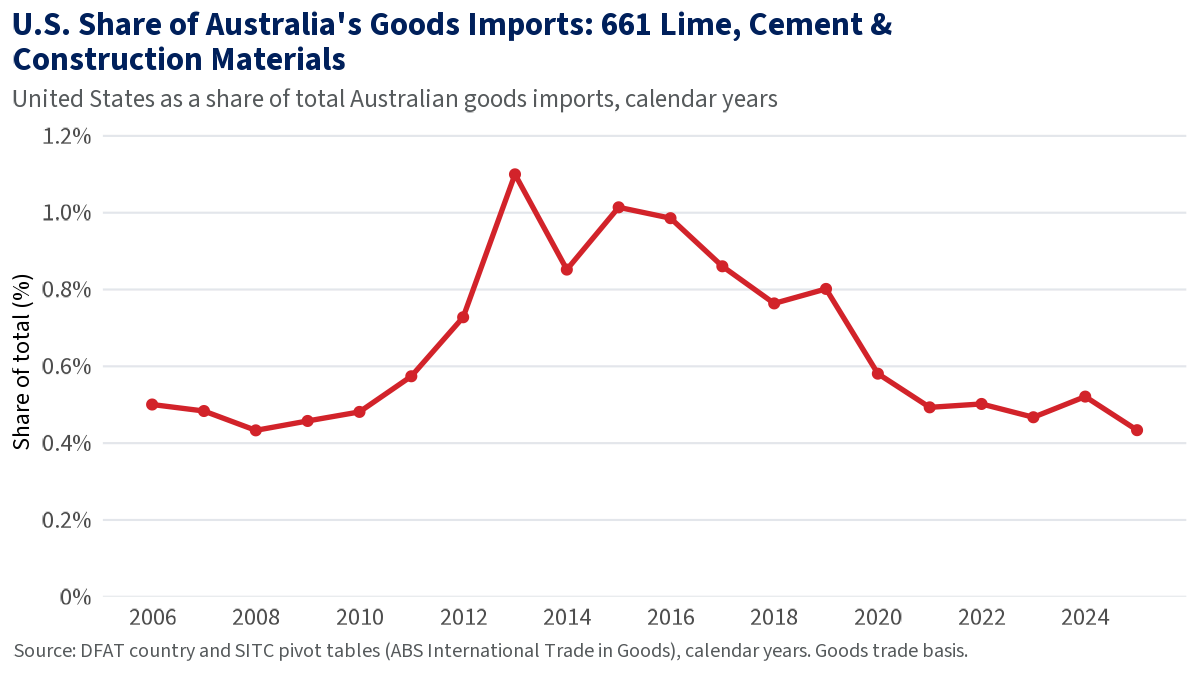 U.S. Share of Australia's Goods Imports: 661 Lime, Cement &
Construction Materials
United States as a share of total Australian goods imports, calendar years
1.2%
1.0%
0.8%
0.6%
0.4%
0.2%
0%
Share of total (%)
2006 2008 2010 2012 2014 2016 2018 2020 2022 2024
Source: DFAT country and SITC pivot tables (ABS International Trade in Goods), calendar years. Goods trade basis.